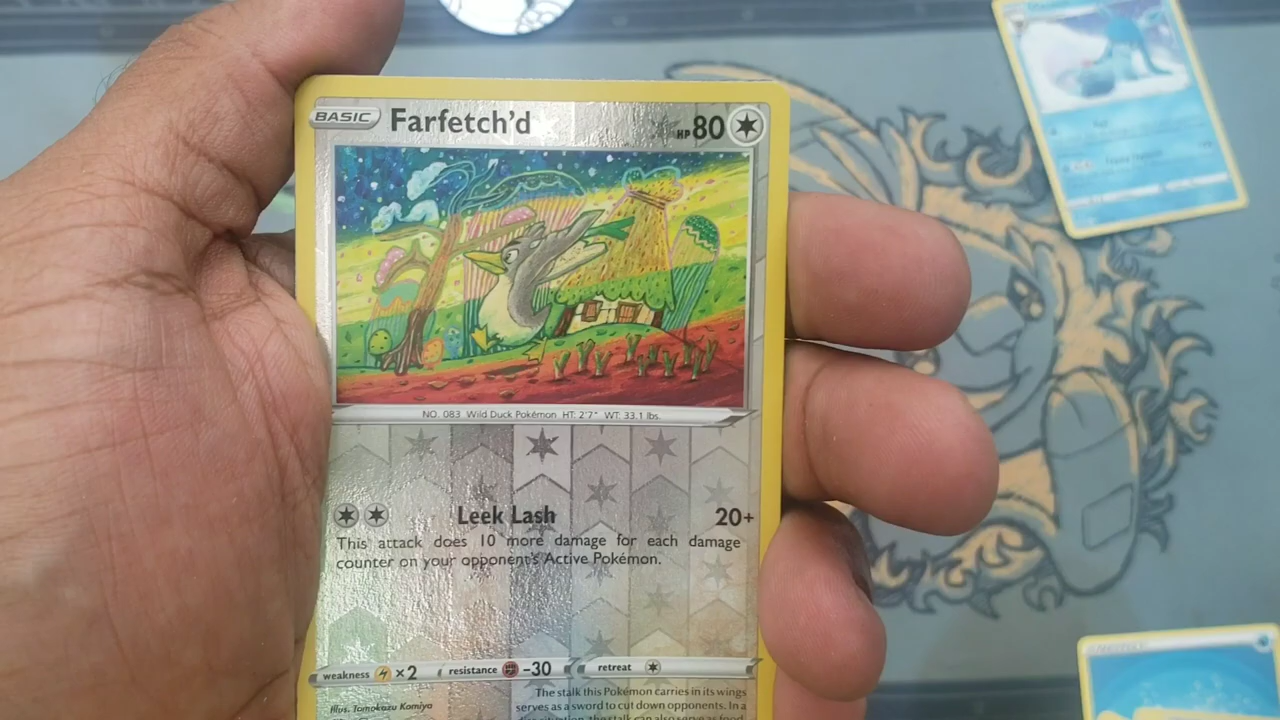 BASIC Farfetch'd HP 80
NO. 083 Wild Duck Pokémon HT: 2'7" WT: 33.1 lbs.
Leek Lash 20+
This attack does 10 more damage for each damage
counter on your opponent's Active Pokémon.
weakness ×2 resistance -30 retreat
Illus. Tomokazu Komiya
The stalk this Pokémon carries in its wings
serves as a sword to cut down opponents. In a